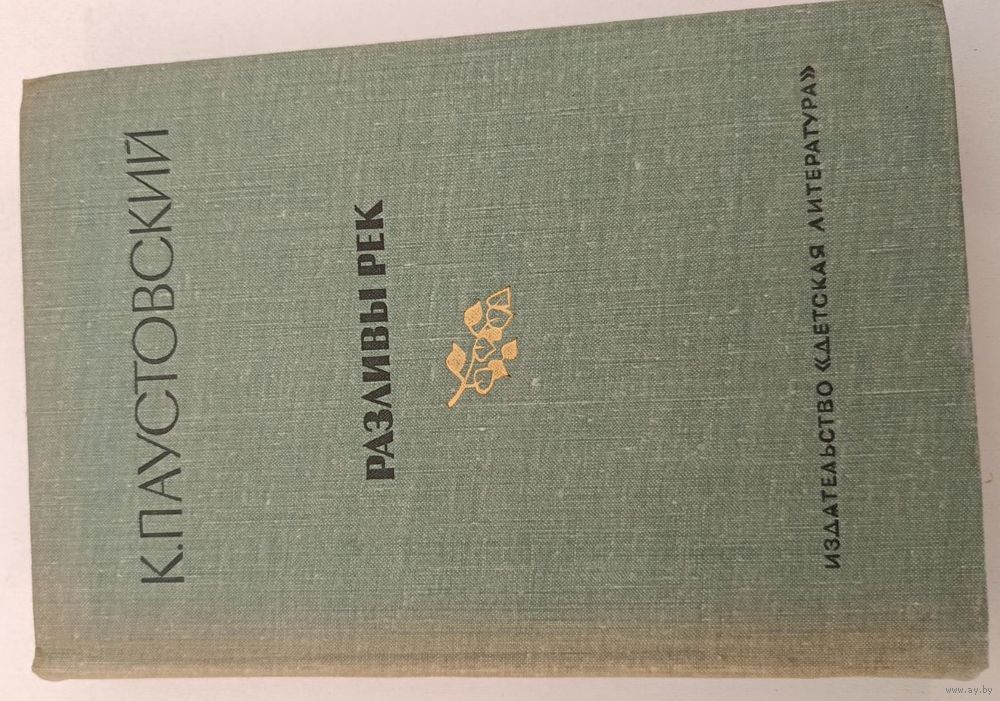 К.ПАУСТОВСКИЙ
РАЗЛИВЫ РЕК
ИЗДАТЕЛЬСТВО «ДЕТСКАЯ ЛИТЕРАТУРА»
www.ay.by